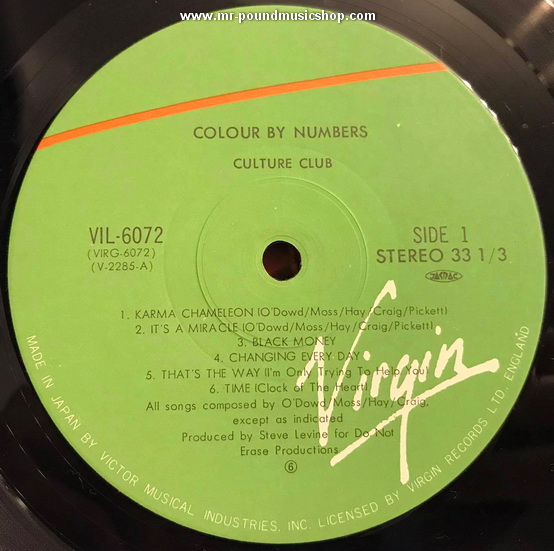 www.mr-poundmusicshop.com
COLOUR BY NUMBERS
CULTURE CLUB
VIL-6072
(VIRG-6072)
(V-2285-A)
SIDE 1
STEREO 33 1/3
JASRAC
1. KARMA CHAMELEON (O'Dowd/Moss/Hay/Craig/Pickett)
2. IT'S A MIRACLE (O'Dowd/Moss/Hay/Craig/Pickett)
3. BLACK MONEY
4. CHANGING EVERY DAY
5. THAT'S THE WAY (I'm Only Trying To Help You)
6. TIME (Clock of The Heart)
All songs composed by O'Dowd/Moss/Hay/Craig,
except as indicated
Produced by Steve Levine for Do Not
Erase Productions
⑥
Virgin
MADE IN JAPAN BY VICTOR MUSICAL INDUSTRIES, INC. LICENSED BY VIRGIN RECORDS LTD. ENGLAND